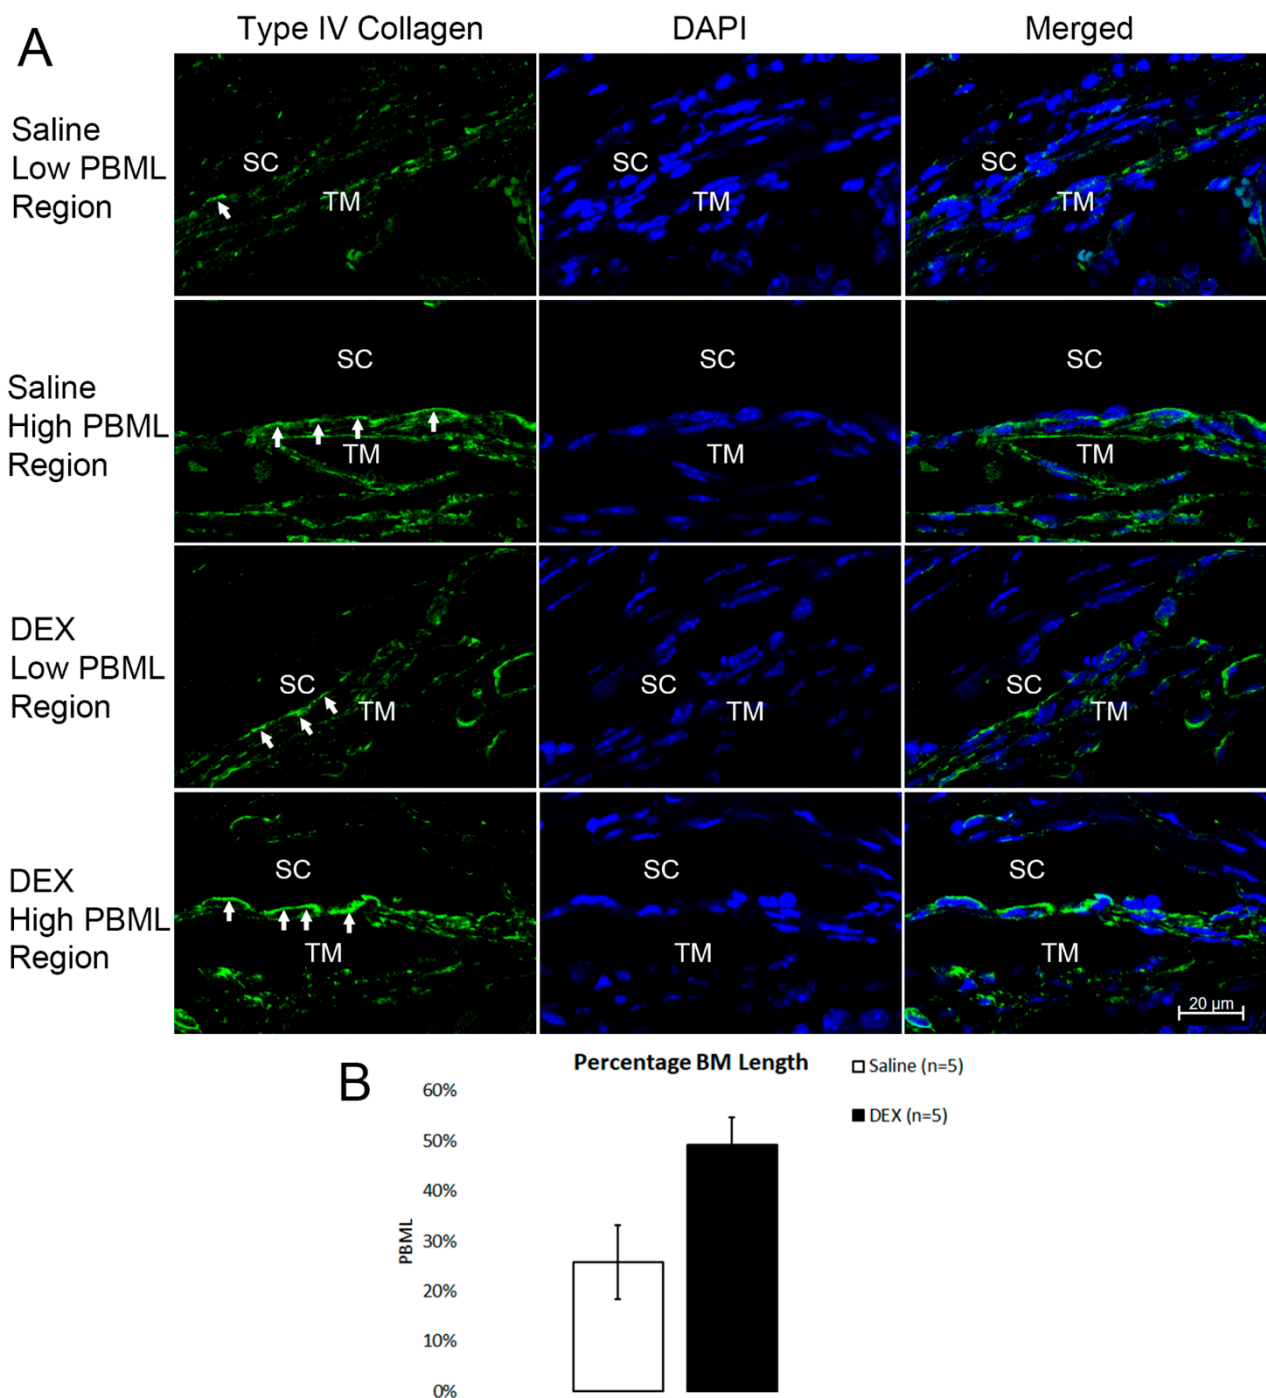 A
Type IV Collagen
DAPI
Merged
Saline
Low PBML
Region
SC
TM
SC
TM
SC
TM
Saline
High PBML
Region
SC
TM
SC
TM
SC
TM
DEX
Low PBML
Region
SC
TM
SC
TM
SC
TM
DEX
High PBML
Region
SC
TM
SC
TM
SC
TM
20 µm
B
Percentage BM Length
Saline (n=5)
DEX (n=5)
PBML
60%
50%
40%
30%
20%
10%
0%